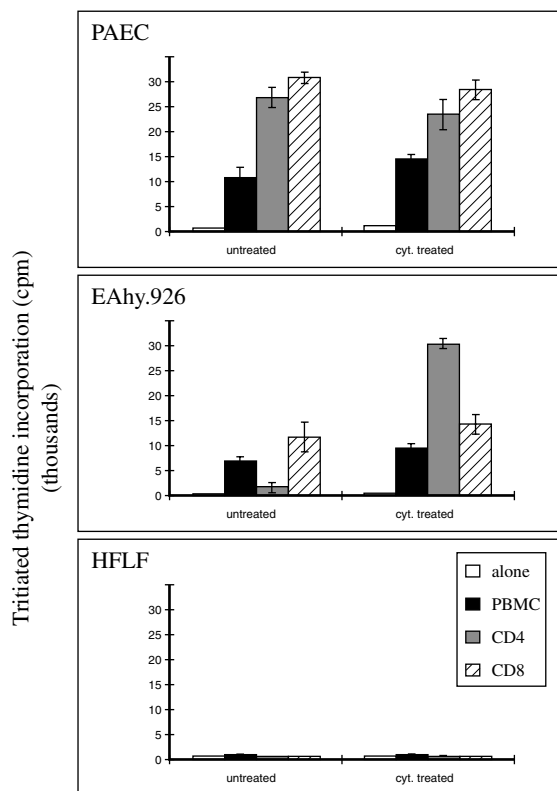 Tritiated thymidine incorporation (cpm)
(thousands)
PAEC
30
25
20
15
10
5
0
untreated
cyt. treated
EAhy.926
30
25
20
15
10
5
0
untreated
cyt. treated
HFLF
30
25
20
15
10
5
0
untreated
cyt. treated
alone
PBMC
CD4
CD8